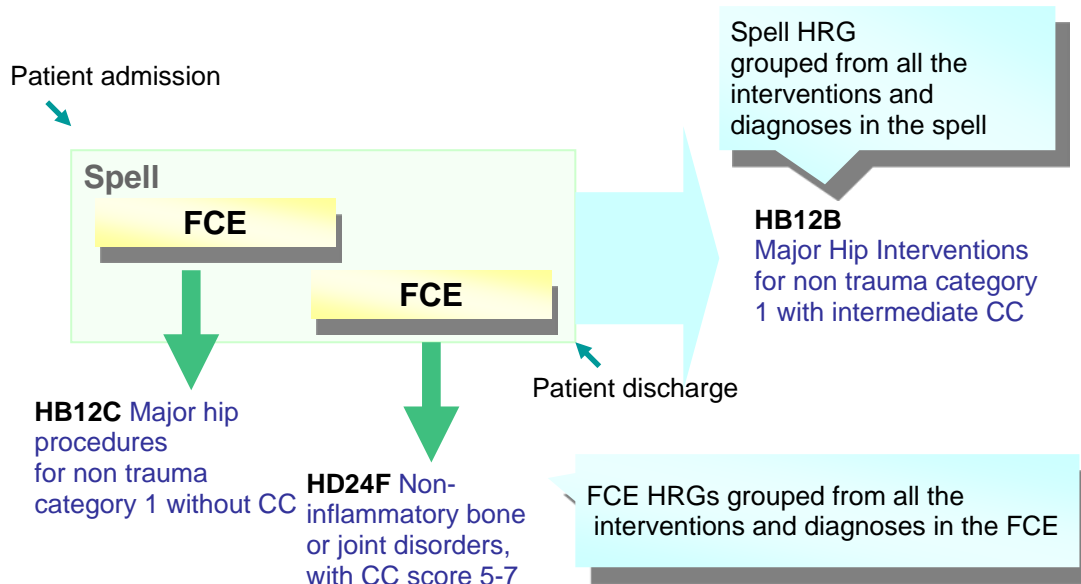 Patient admission
Spell
FCE
FCE
Spell HRG
grouped from all the
interventions and
diagnoses in the spell
HB12B
Major Hip Interventions
for non trauma category
1 with intermediate CC
Patient discharge
HB12C Major hip
procedures
for non trauma
category 1 without CC
HD24F Non-
inflammatory bone
or joint disorders,
with CC score 5-7
FCE HRGs grouped from all the
interventions and diagnoses in the FCE